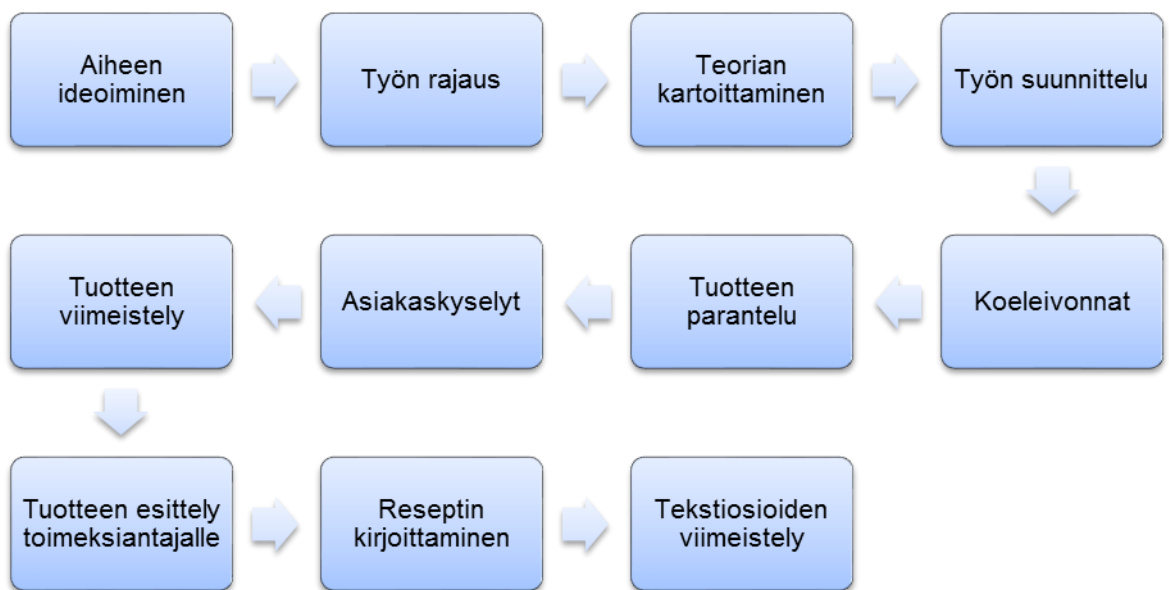 Aiheen
ideoiminen
Työn rajaus
Teorian
kartoittaminen
Työn suunnittelu
Koeleivonnat
Tuotteen
parantelu
Asiakaskyselyt
Tuotteen
viimeistely
Tuotteen esittely
toimeksiantajalle
Reseptin
kirjoittaminen
Tekstiosioiden
viimeistely